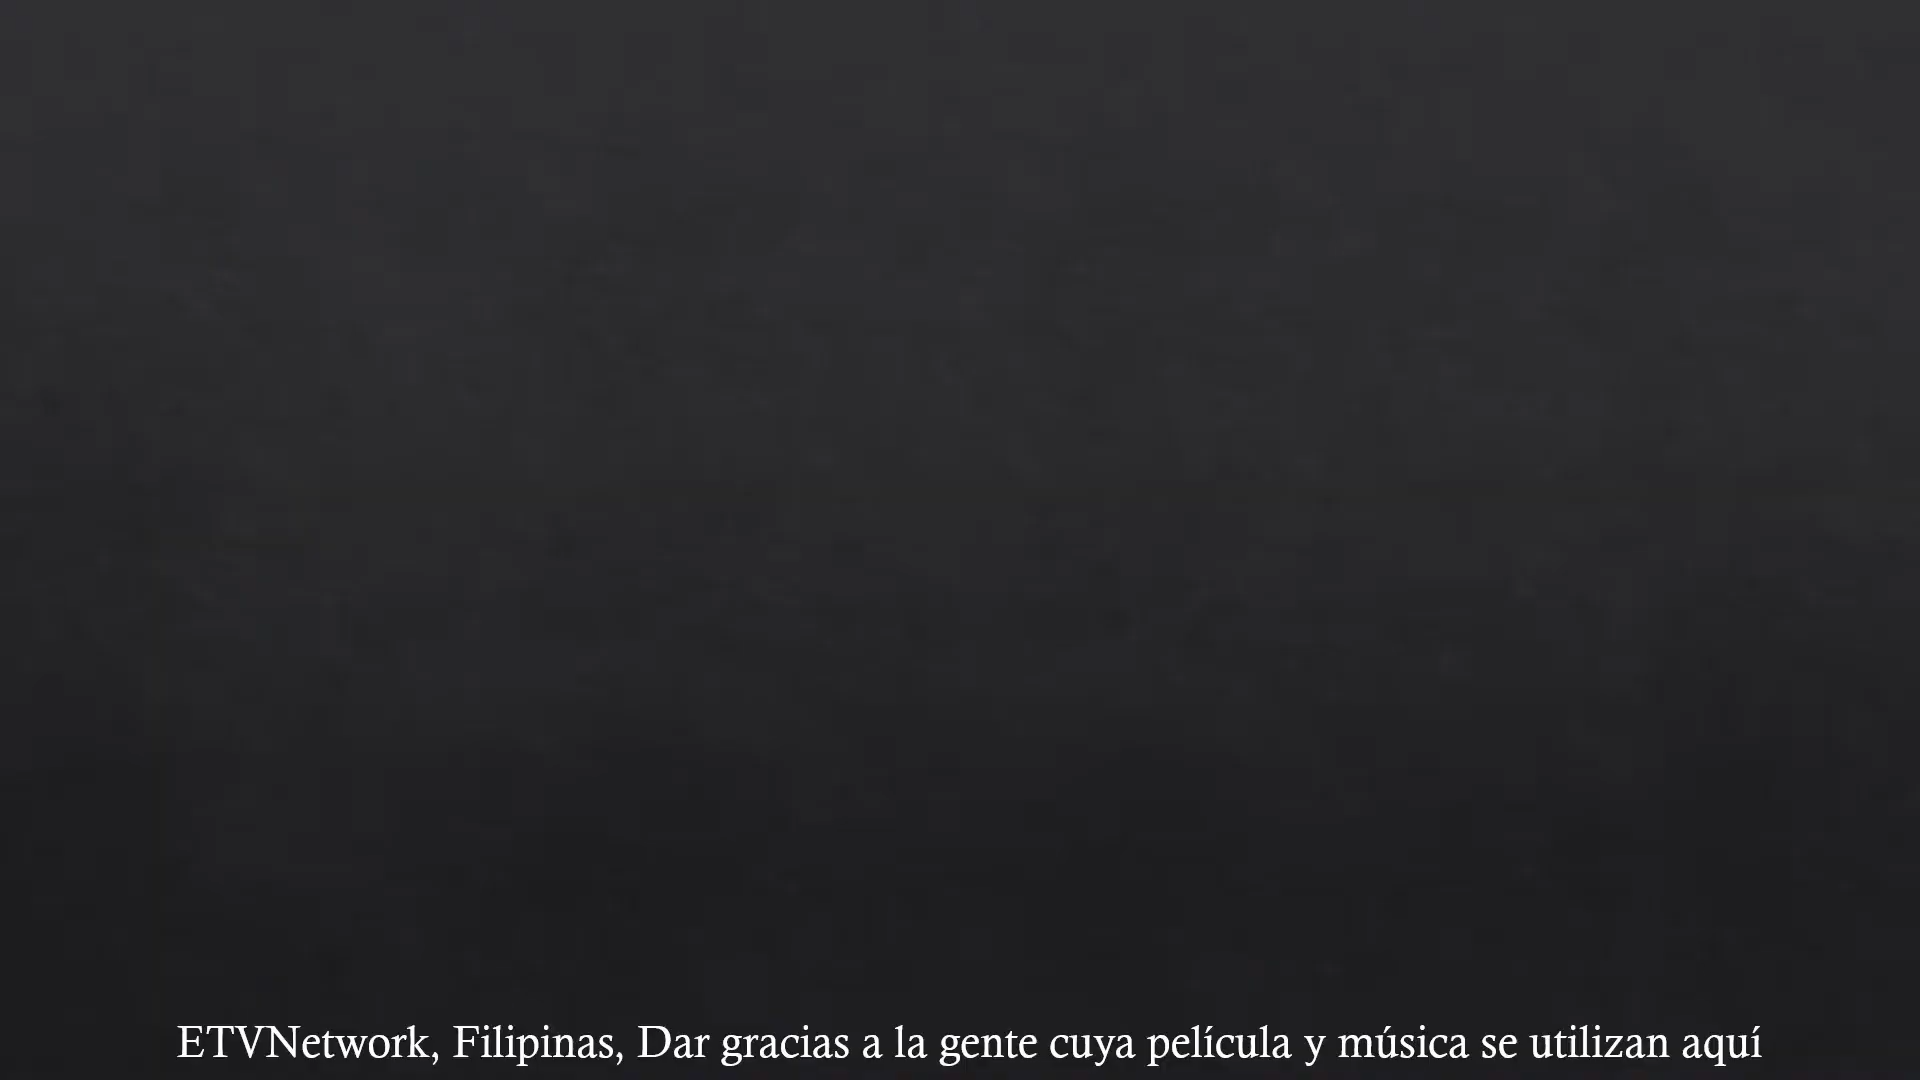 ETVNetwork, Filipinas, Dar gracias a la gente cuya película y música se utilizan aquí